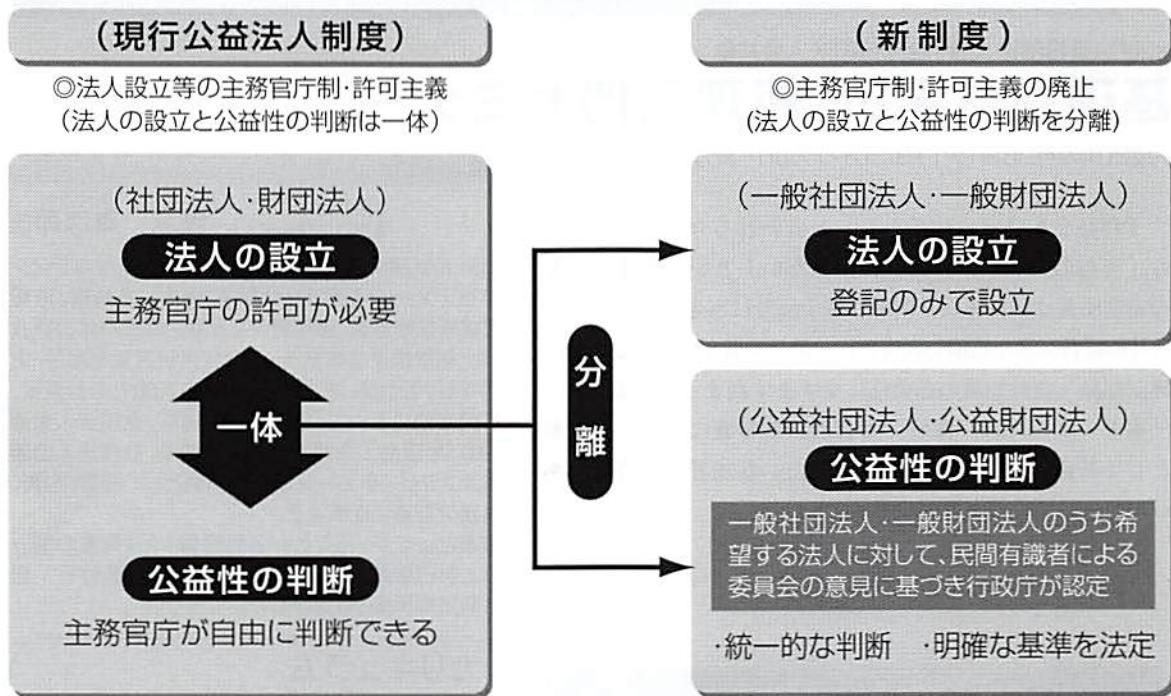 (現行公益法人制度)
◎法人設立等の主務官庁制・許可主義
(法人の設立と公益性の判断は一体)
(社団法人・財団法人)
法人の設立
主務官庁の許可が必要
一体
公益性の判断
主務官庁が自由に判断できる
分離
(新制度)
◎主務官庁制・許可主義の廃止
(法人の設立と公益性の判断を分離)
(一般社団法人・一般財団法人)
法人の設立
登記のみで設立
(公益社団法人・公益財団法人)
公益性の判断
一般社団法人・一般財団法人のうち希
望する法人に対して、民間有識者による
委員会の意見に基づき行政庁が認定
・統一的な判断 ・明確な基準を法定